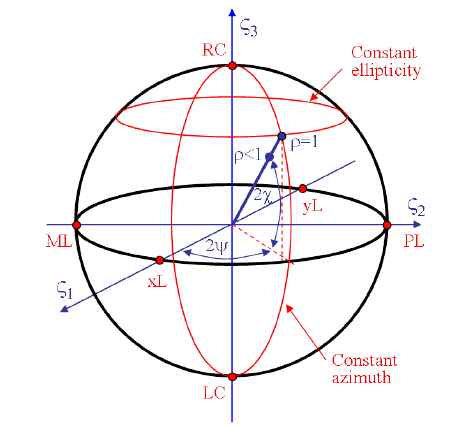 ς3
RC
Constant
ellipticity
ρ<1
ρ=1
2χ
yL
ς2
ML
2ψ
PL
xL
ς1
Constant
azimuth
LC